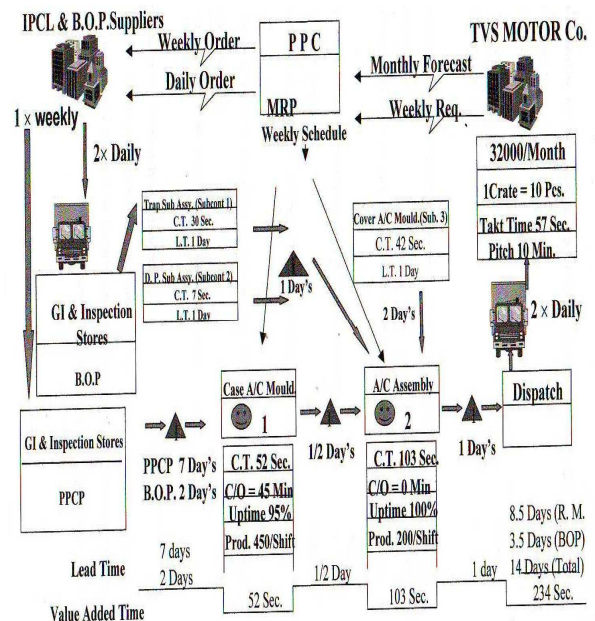 IPCL & B.O.P.Suppliers
TVS MOTOR Co.
Weekly Order
Daily Order
P P C
MRP
Monthly Forecast
Weekly Req.
Weekly Schedule
1 × weekly
2× Daily
32000/Month
1Crate = 10 Pcs.
Takt Time 57 Sec.
Pitch 10 Min.
Trap Sub Assy.(Subcont 1)
C.T. 30 Sec.
L.T. 1 Day
D. P. Sub Assy. (Subcont 2)
C.T. 7 Sec.
L.T. 1 Day
1 Day's
Cover A/C Mould.(Sub. 3)
C.T. 42 Sec.
L.T. 1 Day
2 Day's
2 × Daily
GI & Inspection
Stores
B.O.P
GI & Inspection Stores
PPCP
PPCP 7 Day's
B.O.P. 2 Day's
Case A/C Mould.
1
C.T. 52 Sec.
C/O = 45 Min
Uptime 95%
Prod. 450/Shift
1/2 Day's
A/C Assembly
2
C.T. 103 Sec.
C/O = 0 Min
Uptime 100%
Prod. 200/Shift
1 Day's
Dispatch
Lead Time
7 days
2 Days
52 Sec.
1/2 Day
103 Sec.
1 day
8.5 Days (R. M.
3.5 Days (BOP)
14 Days (Total)
234 Sec.
Value Added Time